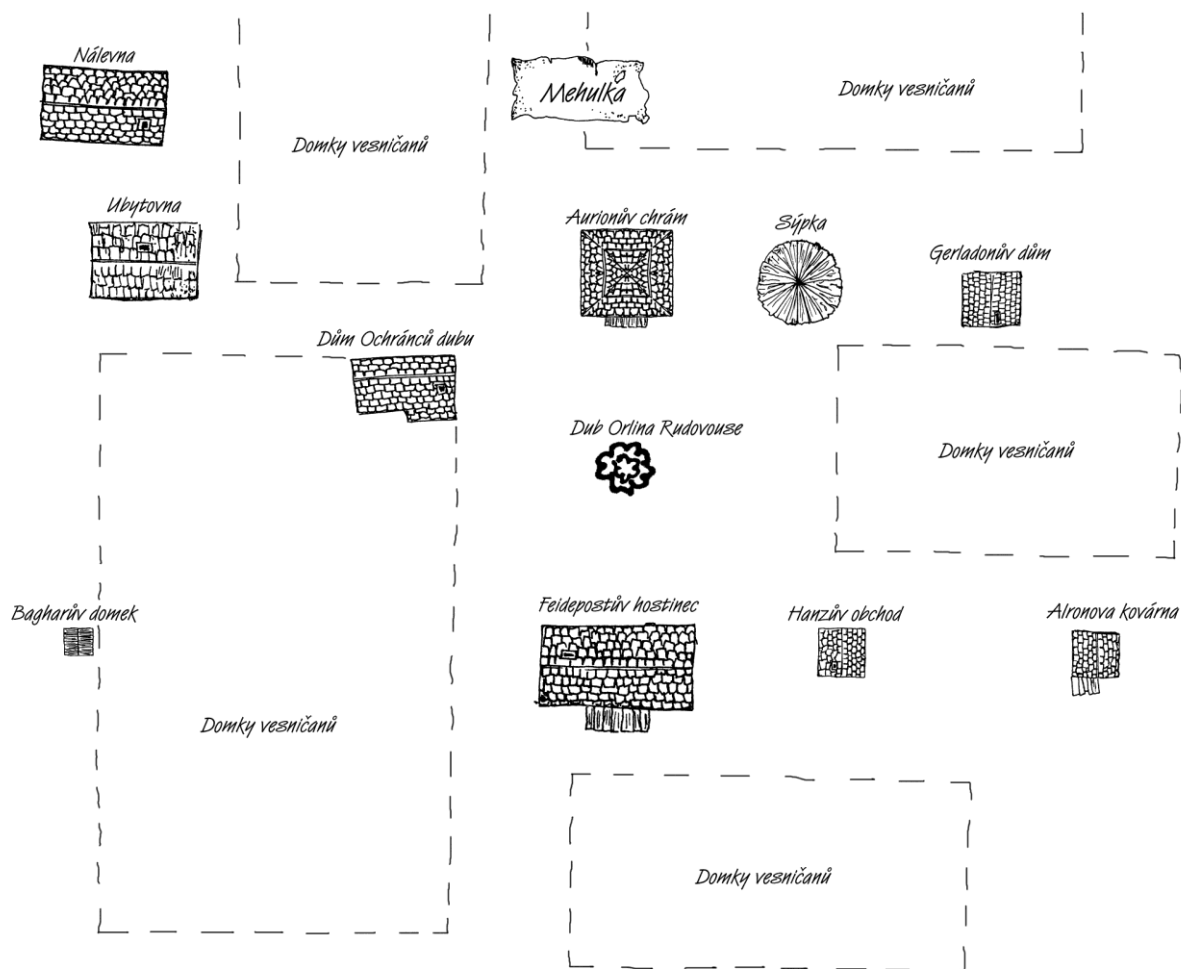 Nálevna
Mehulka
Domky vesničanů
Domky vesničanů
Ubytovna
Aurionův chrám
Sýpka
Gerladonův dům
Dům Ochránců dubu
Dub Orlina Rudovouse
Domky vesničanů
Bagharův domek
Feidepostův hostinec
Hanzův obchod
Alronova kovárna
Domky vesničanů
Domky vesničanů